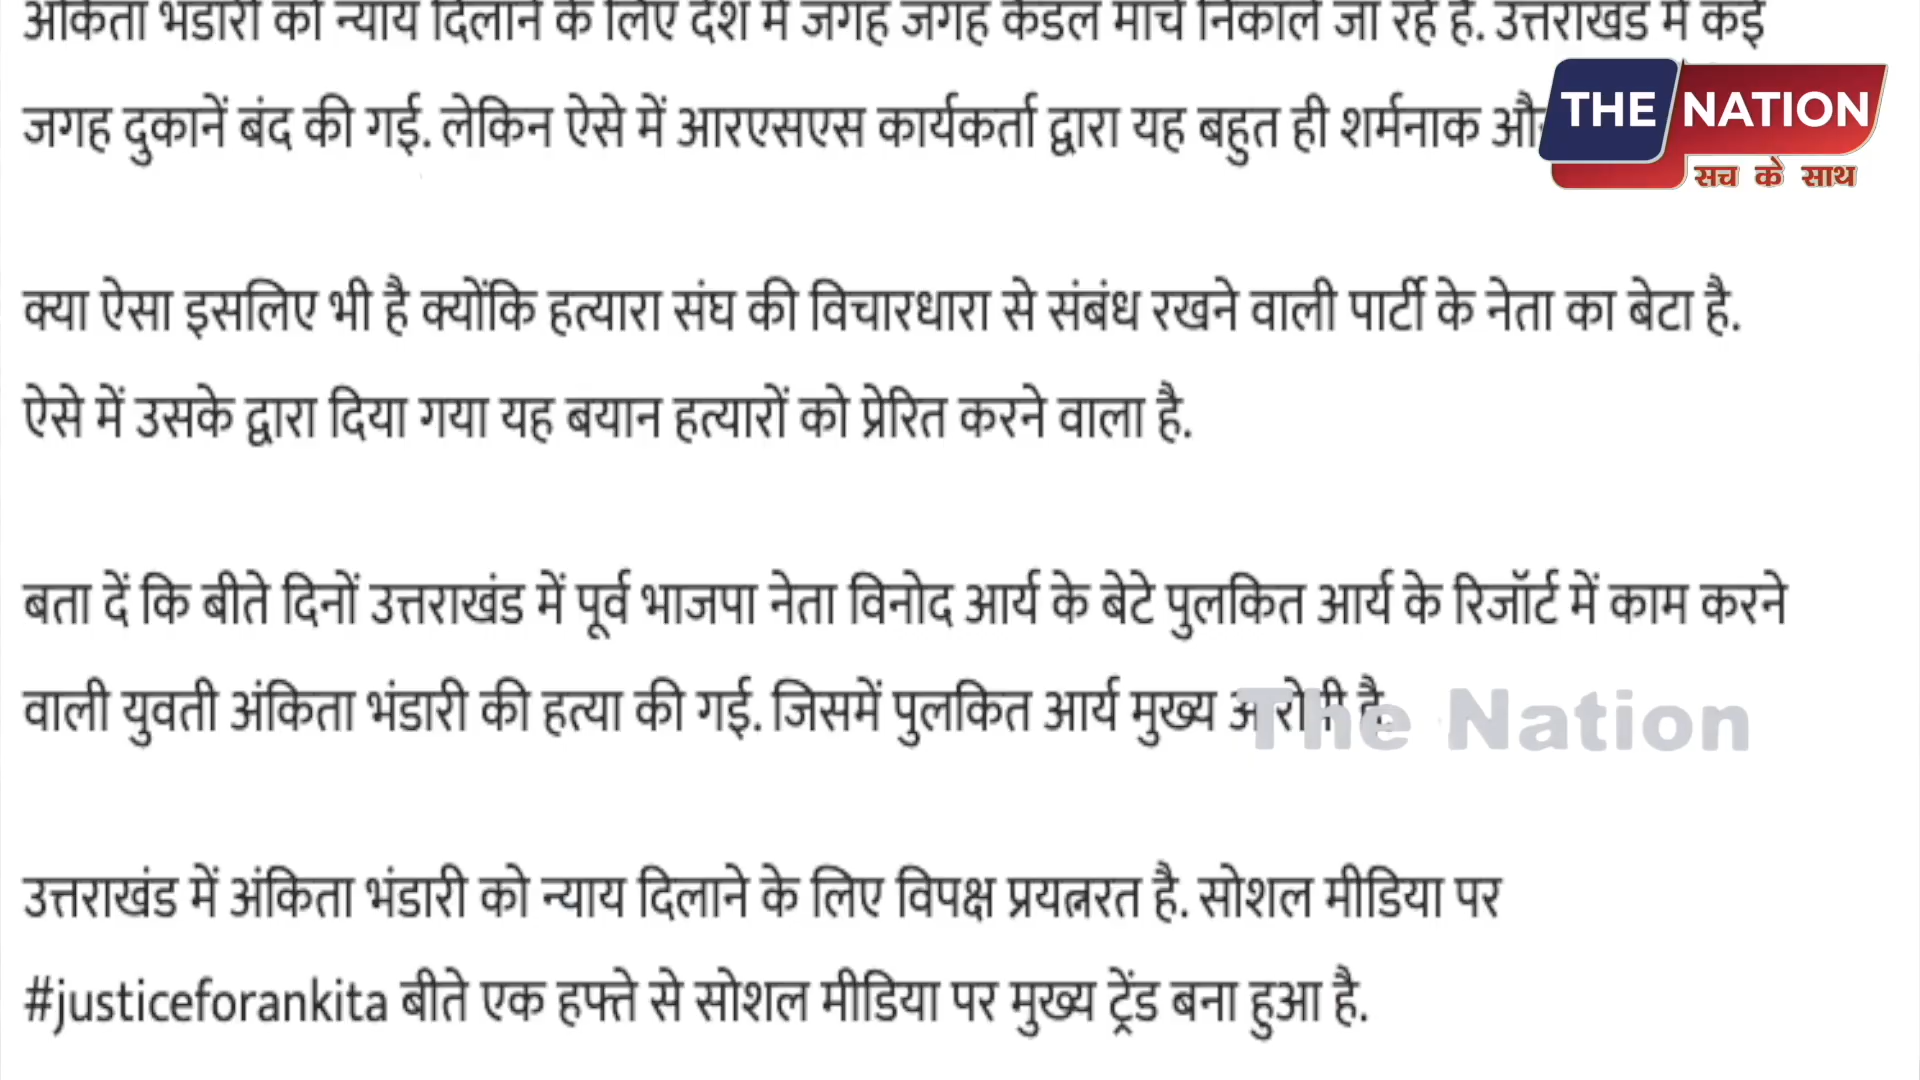 अंकिता भंडारी को न्याय दिलाने के लिए देश में जगह जगह कैंडल मार्च निकाले जा रहे हैं. उत्तराखंड में कई
जगह दुकानें बंद की गई. लेकिन ऐसे में आरएसएस कार्यकर्ता द्वारा यह बहुत ही शर्मनाक
THE NATION
सच के साथ
क्या ऐसा इसलिए भी है क्योंकि हत्यारा संघ की विचारधारा से संबंध रखने वाली पार्टी के नेता का बेटा है.
ऐसे में उसके द्वारा दिया गया यह बयान हत्यारों को प्रेरित करने वाला है.
बता दें कि बीते दिनों उत्तराखंड में पूर्व भाजपा नेता विनोद आर्य के बेटे पुलकित आर्य के रिजॉर्ट में काम करने
वाली युवती अंकिता भंडारी की हत्या की गई. जिसमें पुलकित आर्य मुख्य आरोपी है.
The Nation
उत्तराखंड में अंकिता भंडारी को न्याय दिलाने के लिए विपक्ष प्रयत्नरत है. सोशल मीडिया पर
#justiceforankita बीते एक हफ्ते से सोशल मीडिया पर मुख्य ट्रेंड बना हुआ है.